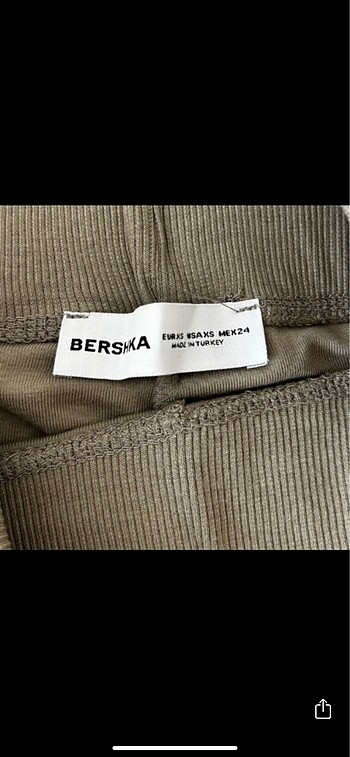 BERSHKA
EUR XS USA XS MEX 24
MADE IN TURKEY